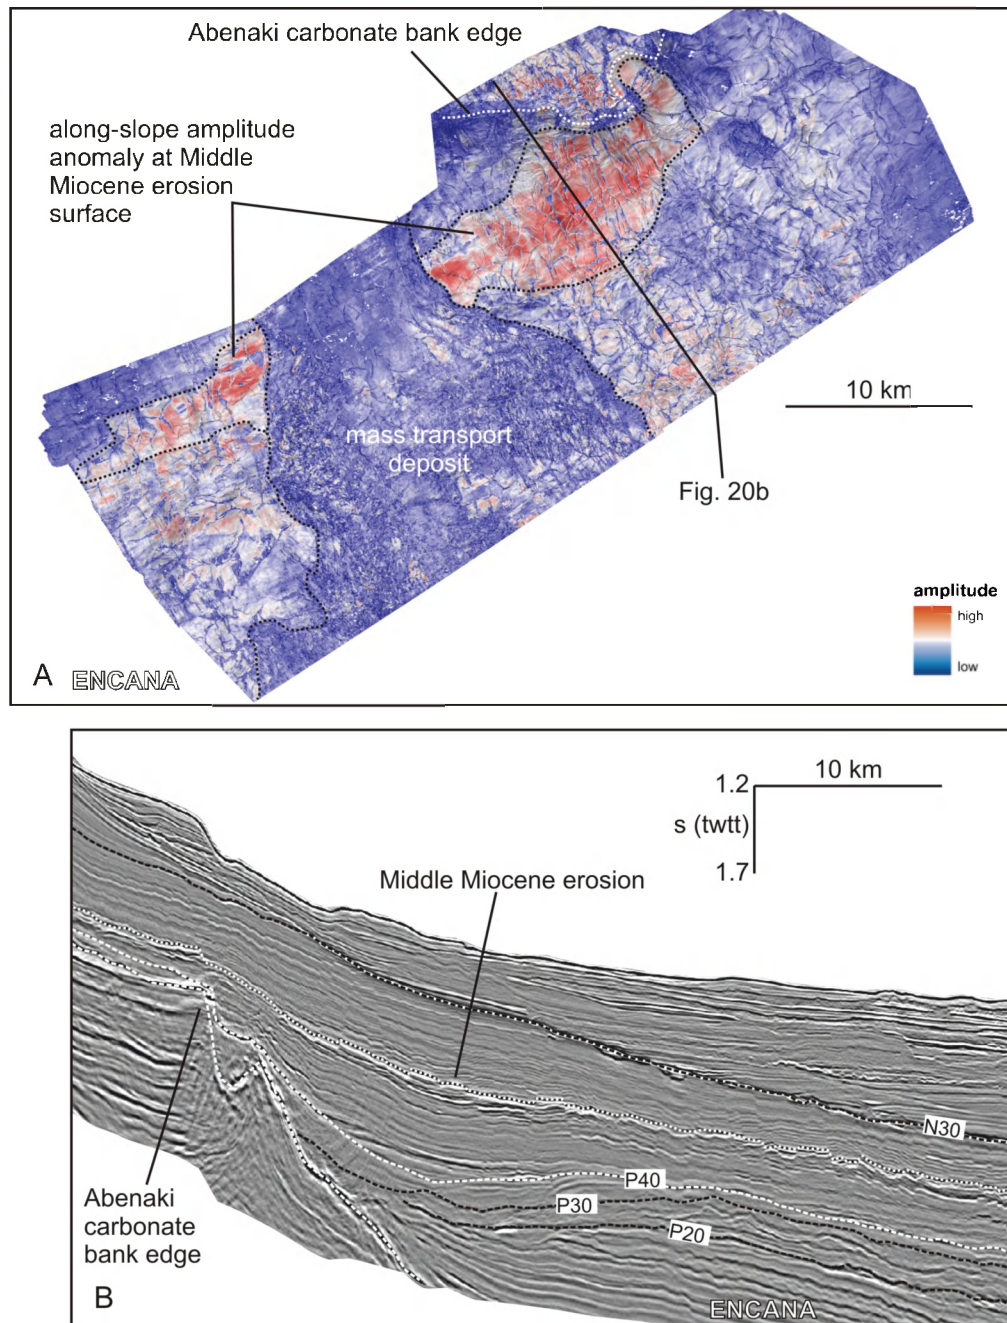 Abenaki carbonate bank edge
along-slope amplitude
anomaly at Middle
Miocene erosion
surface
10 km
mass transport
deposit
Fig. 20b
amplitude
high
low
A ENCANA
10 km
1.2
s (twtt)
1.7
Middle Miocene erosion
N30
P40
P30
P20
Abenaki
carbonate
bank edge
B
ENCANA